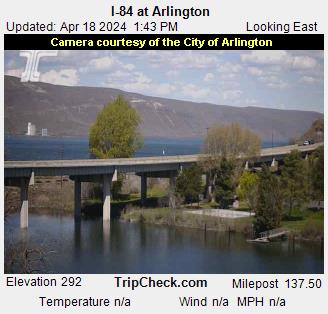 I-84 at Arlington
Updated: Apr 18 2024 1:43 PM Looking East
Camera courtesy of the City of Arlington
Elevation 292 TripCheck.com Milepost 137.50
Temperature n/a Wind n/a MPH n/a